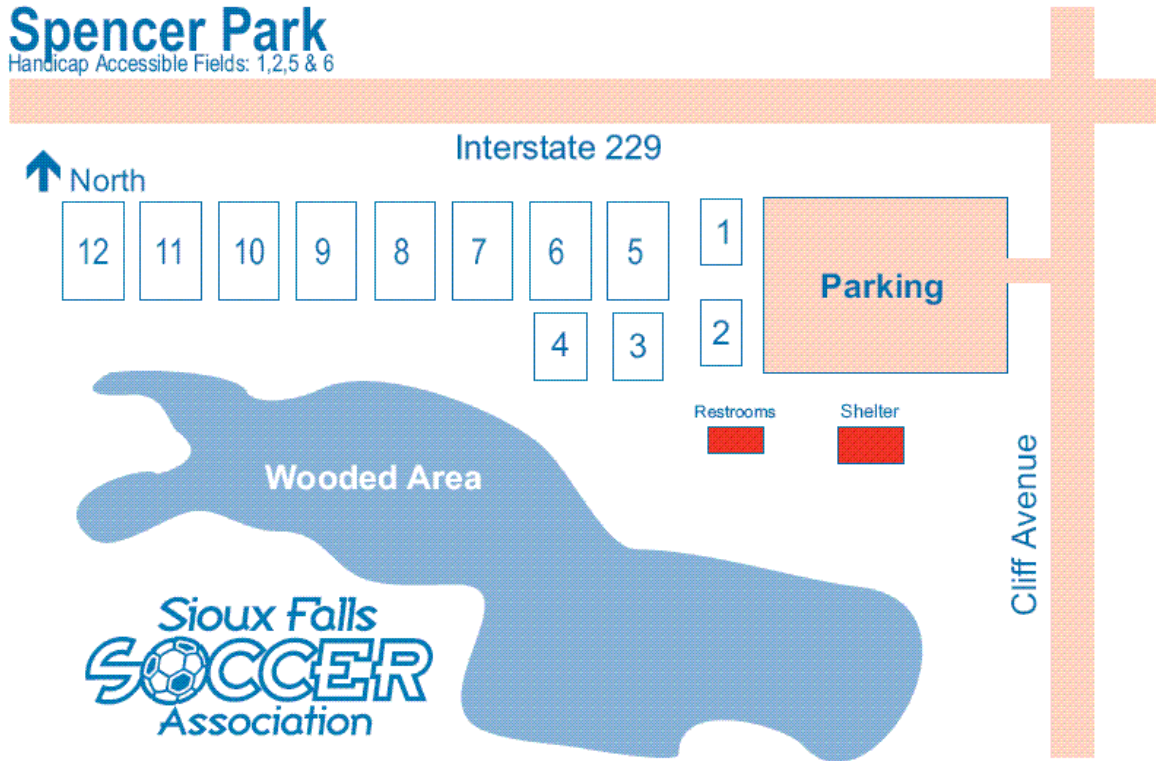 Spencer Park
Handicap Accessible Fields: 1,2,5 & 6
Interstate 229
North
12 11 10 9 8 7 6 5 1
Parking
4 3 2
Restrooms Shelter
Wooded Area
Cliff Avenue
Sioux Falls
SOCCER
Association